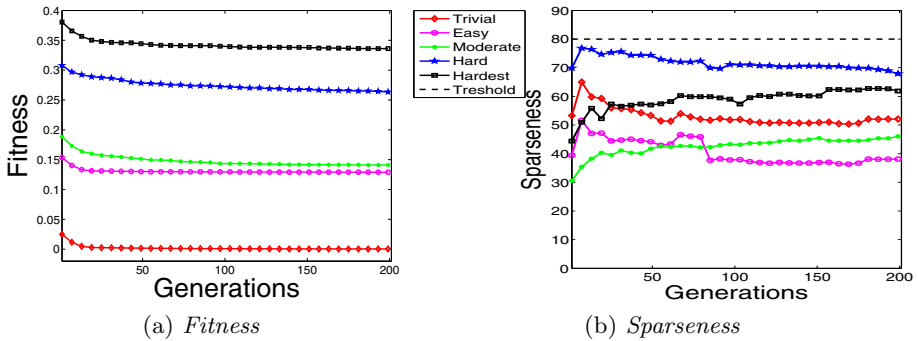 0.4
0.35
0.3
0.25
0.2
0.15
0.1
0.05
0
Fitness
50
100
150
200
Generations
(a) Fitness
Trivial
Easy
Moderate
Hard
Hardest
Treshold
90
80
70
60
50
40
30
20
10
0
Sparseness
50
100
150
200
Generations
(b) Sparseness